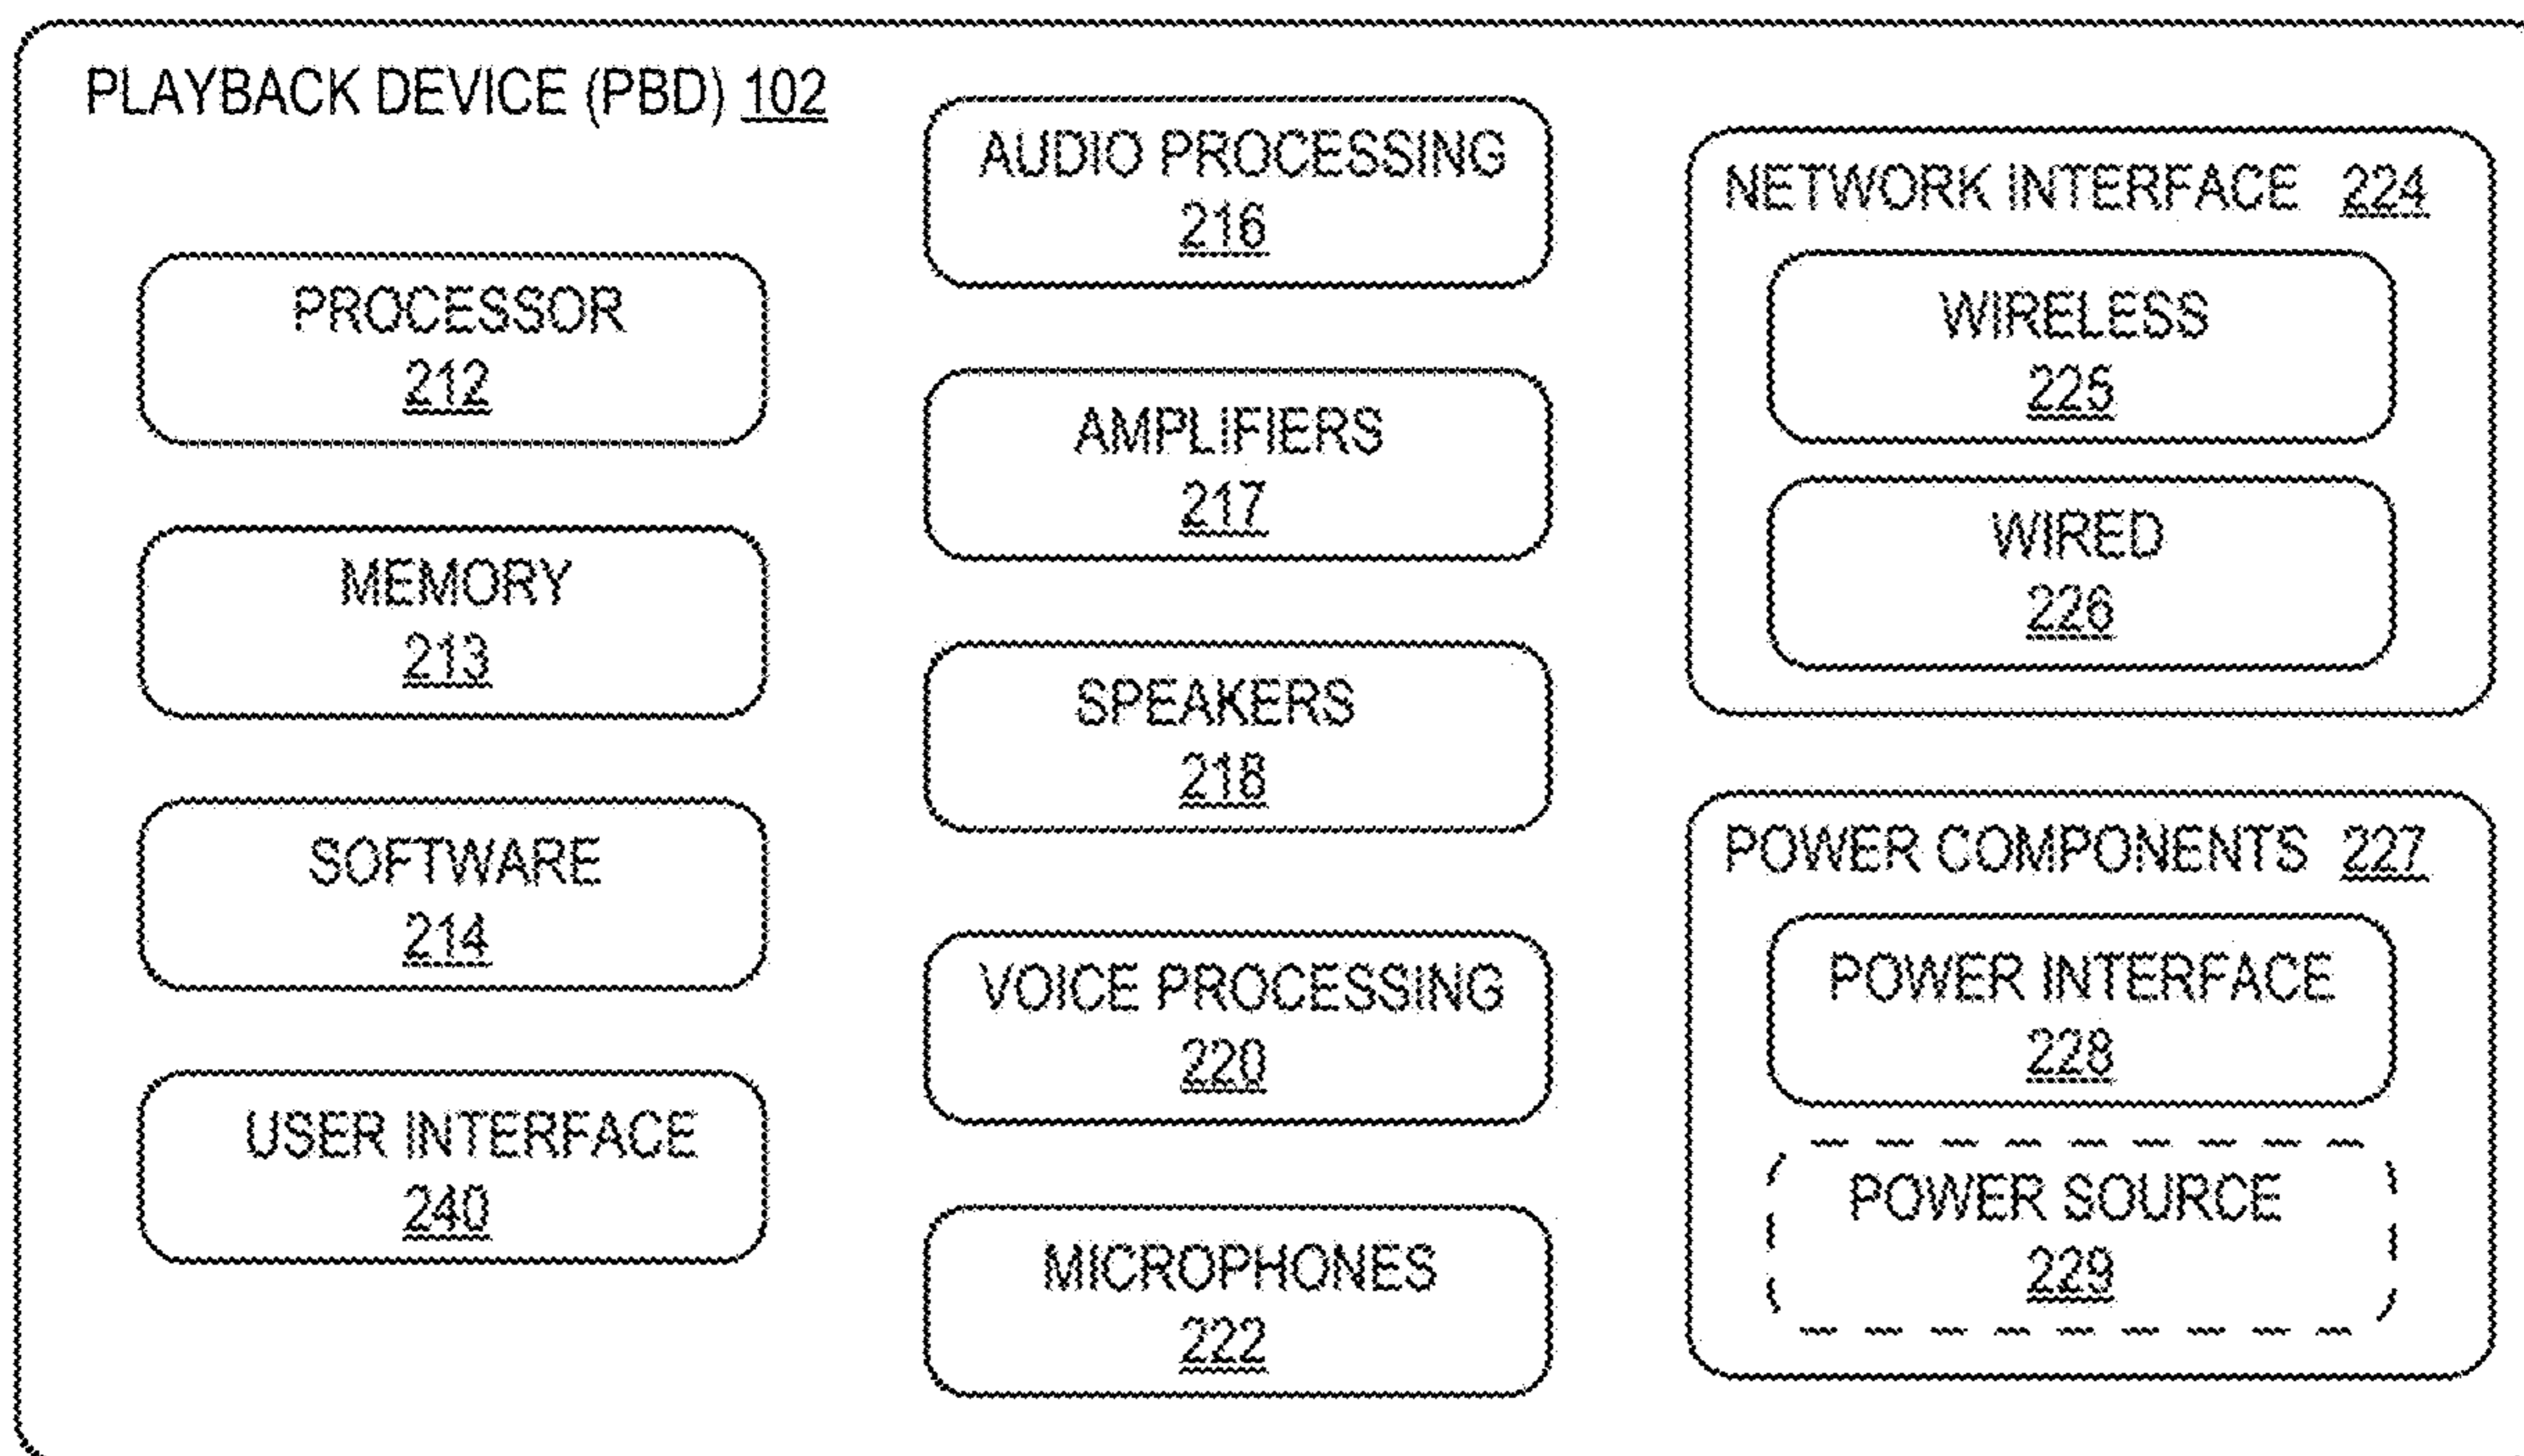 PLAYBACK DEVICE (PBD) 102
PROCESSOR
212
MEMORY
213
SOFTWARE
214
USER INTERFACE
240
AUDIO PROCESSING
216
AMPLIFIERS
217
SPEAKERS
218
VOICE PROCESSING
220
MICROPHONES
222
NETWORK INTERFACE 224
WIRELESS
225
WIRED
226
POWER COMPONENTS 227
POWER INTERFACE
228
POWER SOURCE
229